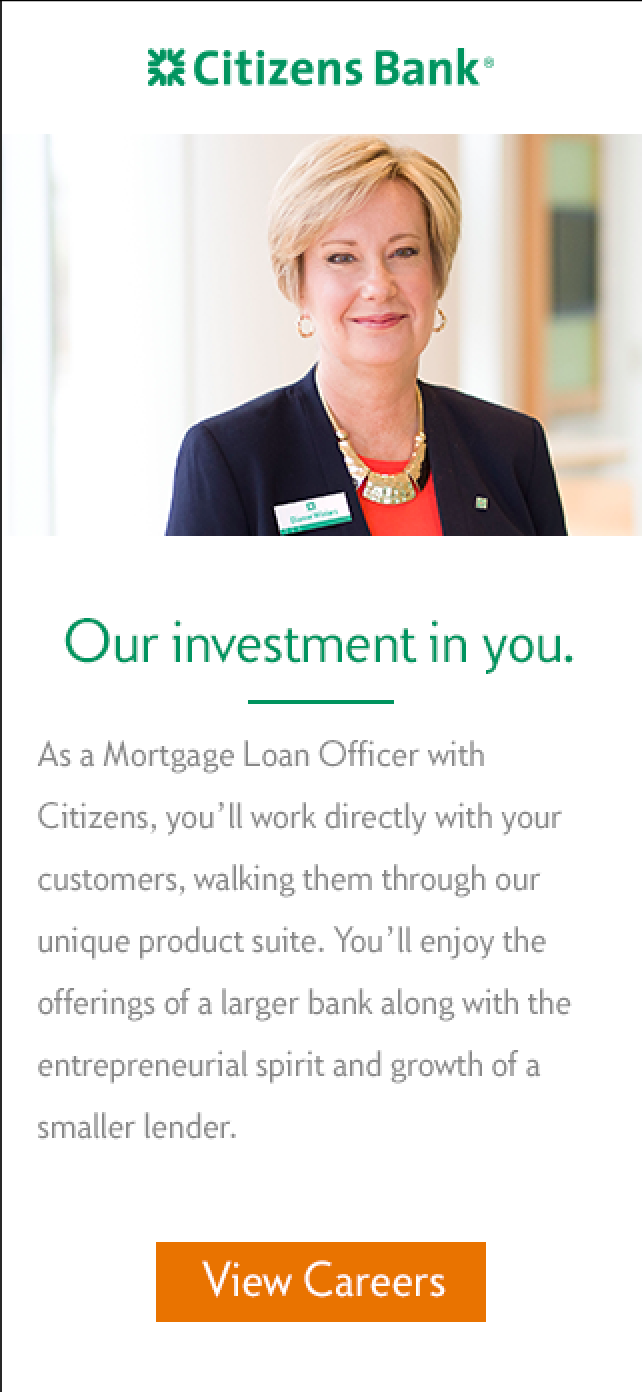 Citizens Bank®
Our investment in you.
As a Mortgage Loan Officer with
Citizens, you’ll work directly with your
customers, walking them through our
unique product suite. You’ll enjoy the
offerings of a larger bank along with the
entrepreneurial spirit and growth of a
smaller lender.
View Careers